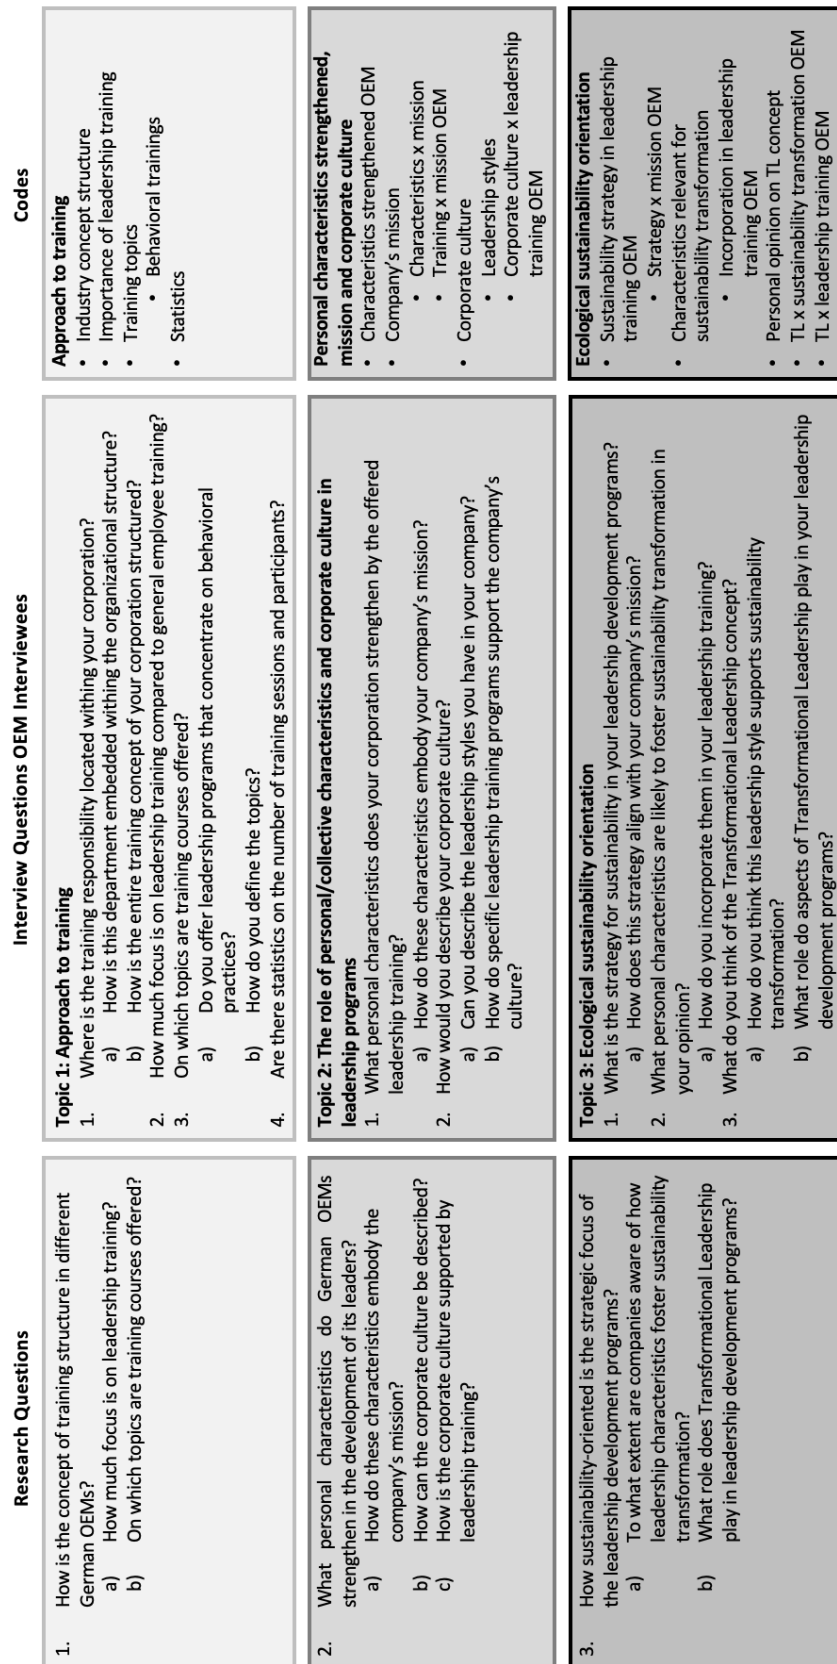 Research Questions
1. How is the concept of training structure in different
German OEMs?
a) How much focus is on leadership training?
b) On which topics are training courses offered?
2. What personal characteristics do German OEMs
strengthen in the development of its leaders?
a) How do these characteristics embody the
company's mission?
b) How can the corporate culture be described?
c) How is the corporate culture supported by
leadership training?
3. How sustainability-oriented is the strategic focus of
the leadership development programs?
a) To what extent are companies aware of how
leadership characteristics foster sustainability
transformation?
b) What role does Transformational Leadership
play in leadership development programs?
Interview Questions OEM Interviewees
Topic 1: Approach to training
1. Where is the training responsibility located withing your corporation?
a) How is this department embedded withing the organizational structure?
b) How is the entire training concept of your corporation structured?
2. How much focus is on leadership training compared to general employee training?
3. On which topics are training courses offered?
a) Do you offer leadership programs that concentrate on behavioral
practices?
b) How do you define the topics?
4. Are there statistics on the number of training sessions and participants?
Topic 2: The role of personal/collective characteristics and corporate culture in
leadership programs
1. What personal characteristics does your corporation strengthen by the offered
leadership training?
a) How do these characteristics embody your company's mission?
2. How would you describe your corporate culture?
a) Can you describe the leadership styles you have in your company?
b) How do specific leadership training programs support the company's
culture?
Topic 3: Ecological sustainability orientation
1. What is the strategy for sustainability in your leadership development programs?
a) How does this strategy align with your company's mission?
2. What personal characteristics are likely to foster sustainability transformation in
your opinion?
a) How do you incorporate them in your leadership training?
3. What do you think of the Transformational Leadership concept?
a) How do you think this leadership style supports sustainability
transformation?
b) What role do aspects of Transformational Leadership play in your leadership
development programs?
Codes
Approach to training
• Industry concept structure
• Importance of leadership training
• Training topics
• Behavioral trainings
• Statistics
Personal characteristics strengthened,
mission and corporate culture
• Characteristics strengthened OEM
• Company's mission
• Characteristics x mission
• Training x mission OEM
• Corporate culture
• Leadership styles
• Corporate culture x leadership
training OEM
Ecological sustainability orientation
• Sustainability strategy in leadership
training OEM
• Strategy x mission OEM
• Characteristics relevant for
sustainability transformation
• Incorporation in leadership
training OEM
• Personal opinion on TL concept
• TL x sustainability transformation OEM
• TL x leadership training OEM